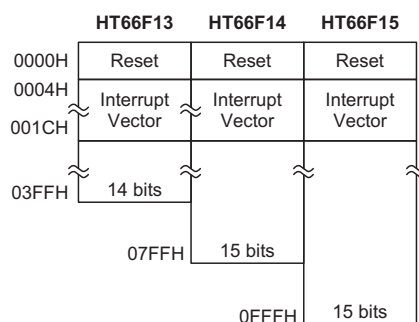 HT66F13 HT66F14 HT66F15
0000H Reset Reset Reset
0004H
Interrupt Vector Interrupt Vector Interrupt Vector
001CH
03FFH 14 bits
07FFH 15 bits
0FFFH 15 bits